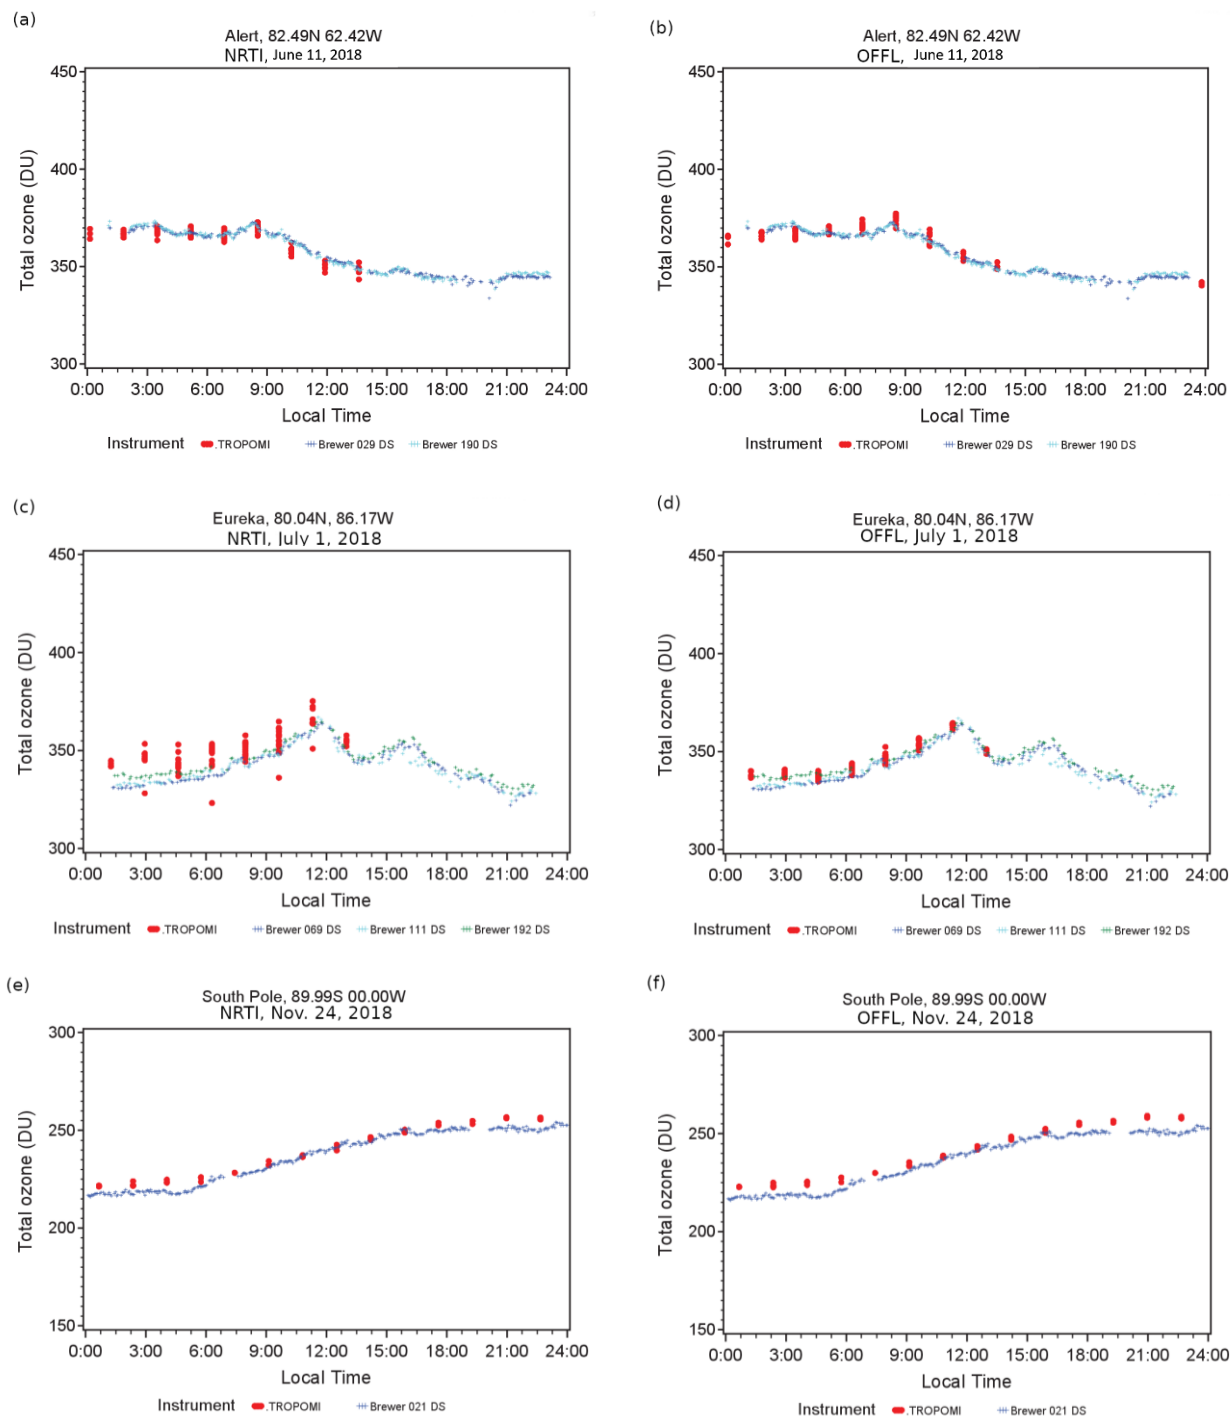 (a)
Alert, 82.49N 62.42W
NRTI, June 11, 2018
450
400
350
300
Total ozone (DU)
0:00 3:00 6:00 9:00 12:00 15:00 18:00 21:00 24:00
Local Time
Instrument .TROPOMI Brewer 029 DS Brewer 190 DS
(b)
Alert, 82.49N 62.42W
OFFL, June 11, 2018
450
400
350
300
Total ozone (DU)
0:00 3:00 6:00 9:00 12:00 15:00 18:00 21:00 24:00
Local Time
Instrument .TROPOMI Brewer 029 DS Brewer 190 DS
(c)
Eureka, 80.04N, 86.17W
NRTI, July 1, 2018
450
400
350
300
Total ozone (DU)
0:00 3:00 6:00 9:00 12:00 15:00 18:00 21:00 24:00
Local Time
Instrument .TROPOMI Brewer 069 DS Brewer 111 DS Brewer 192 DS
(d)
Eureka, 80.04N, 86.17W
OFFL, July 1, 2018
450
400
350
300
Total ozone (DU)
0:00 3:00 6:00 9:00 12:00 15:00 18:00 21:00 24:00
Local Time
Instrument .TROPOMI Brewer 069 DS Brewer 111 DS Brewer 192 DS
(e)
South Pole, 89.99S 00.00W
NRTI, Nov. 24, 2018
300
250
200
150
Total ozone (DU)
0:00 3:00 6:00 9:00 12:00 15:00 18:00 21:00 24:00
Local Time
Instrument .TROPOMI Brewer 021 DS
(f)
South Pole, 89.99S 00.00W
OFFL, Nov. 24, 2018
300
250
200
150
Total ozone (DU)
0:00 3:00 6:00 9:00 12:00 15:00 18:00 21:00 24:00
Local Time
Instrument .TROPOMI Brewer 021 DS